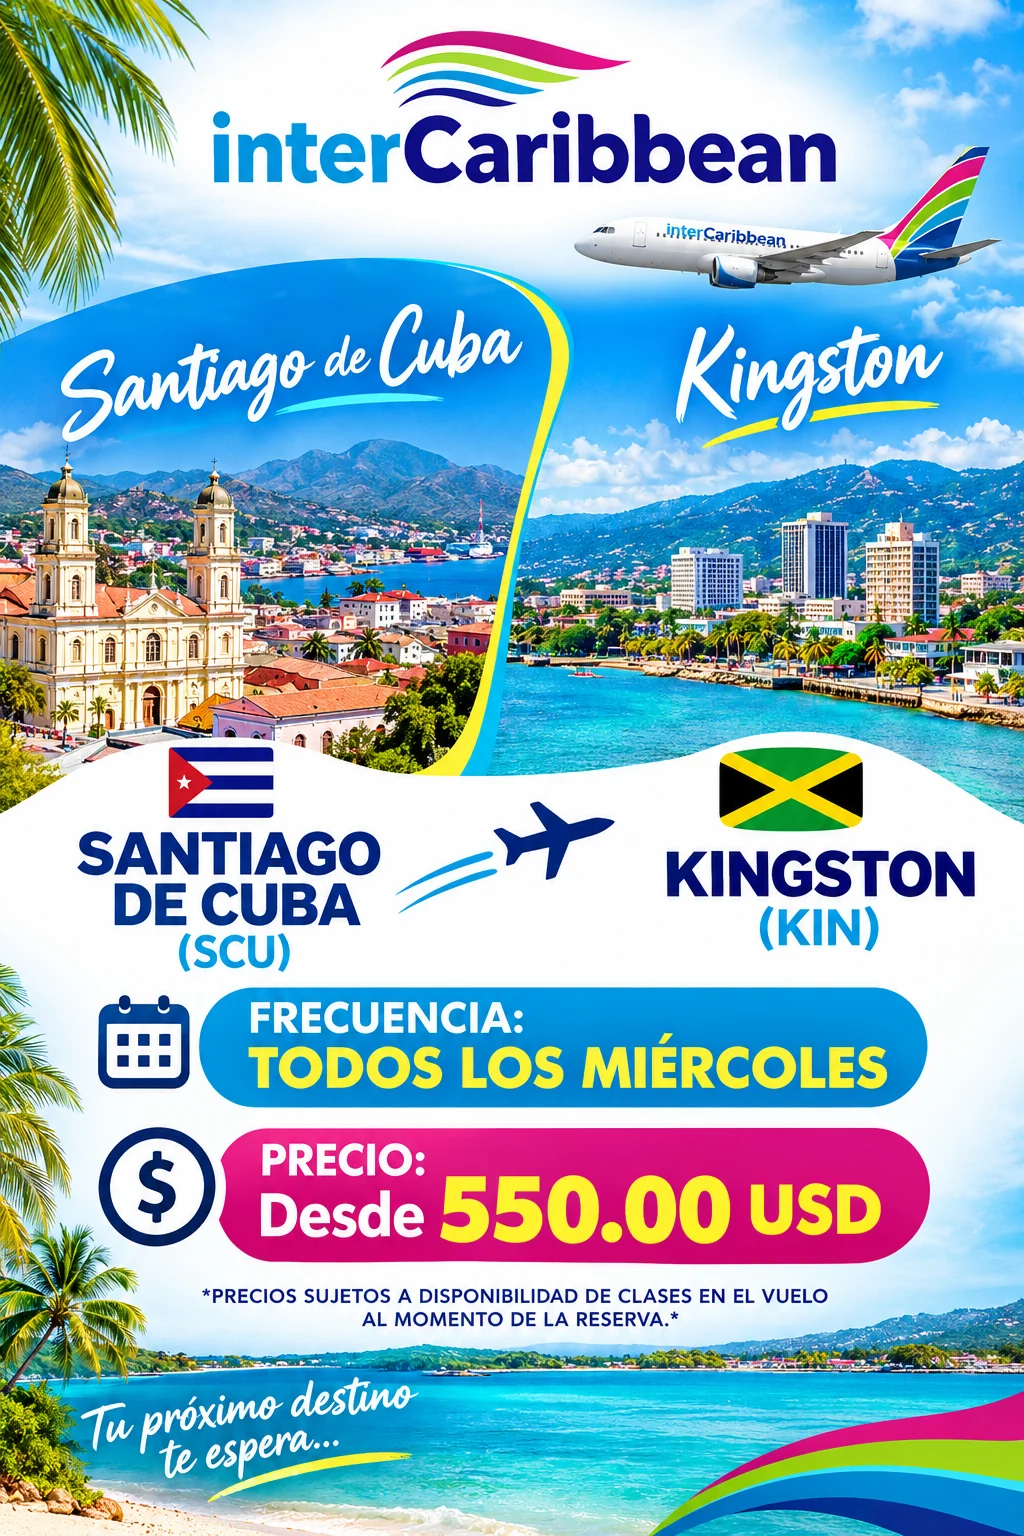 interCaribbean
interCaribbean
Santiago de Cuba
Kingston
SANTIAGO
DE CUBA
(SCU)
KINGSTON
(KIN)
FRECUENCIA:
TODOS LOS MIÉRCOLES
$
PRECIO:
Desde 550.00 USD
*PRECIOS SUJETOS A DISPONIBILIDAD DE CLASES EN EL VUELO
AL MOMENTO DE LA RESERVA.*
Tu próximo destino
te espera...